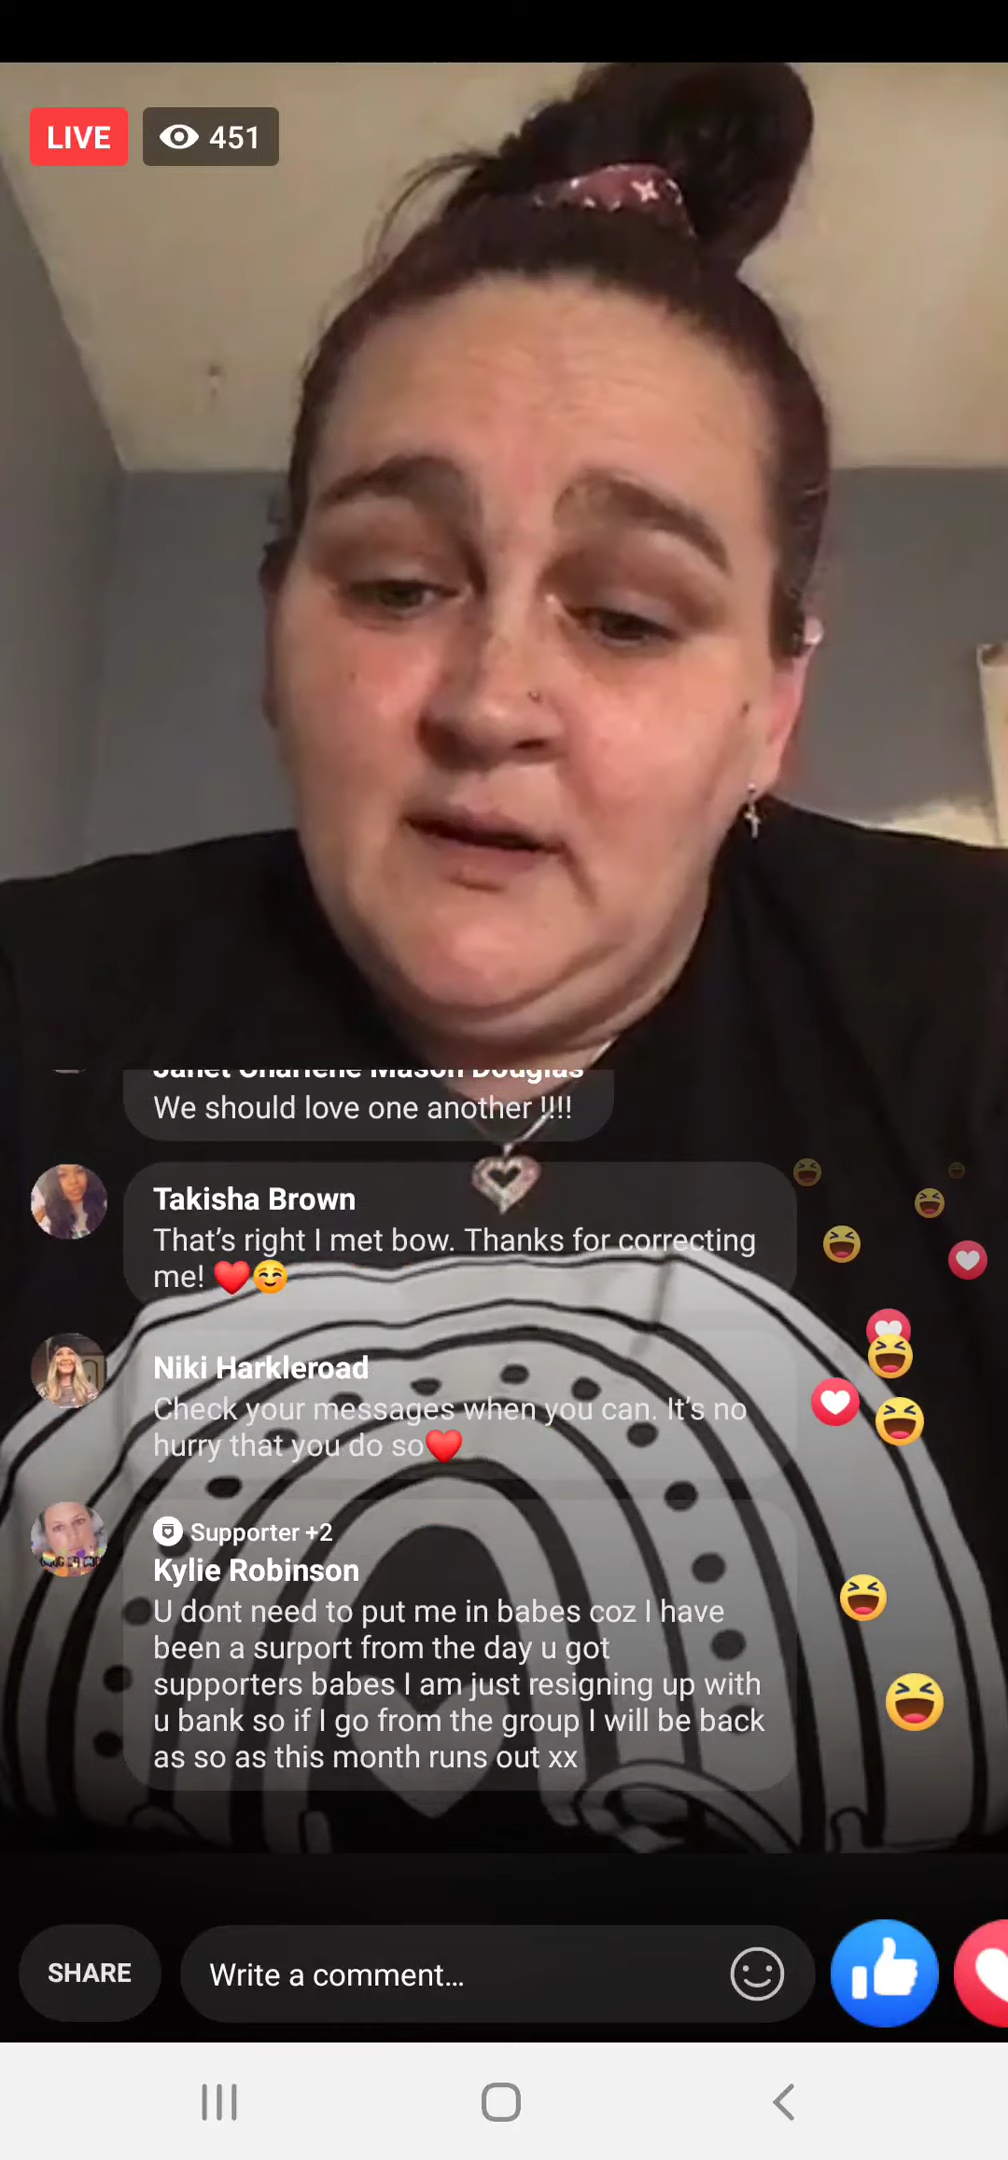 LIVE 451
Janet Charlene Mason Douglas
We should love one another !!!!
Takisha Brown
That's right I met bow. Thanks for correcting
me! ❤️☺️
Niki Harkleroad
Check your messages when you can. It's no
hurry that you do so❤️
Supporter +2
Kylie Robinson
U dont need to put me in babes coz I have
been a surport from the day u got
supporters babes I am just resigning up with
u bank so if I go from the group I will be back
as so as this month runs out xx
SHARE
Write a comment...